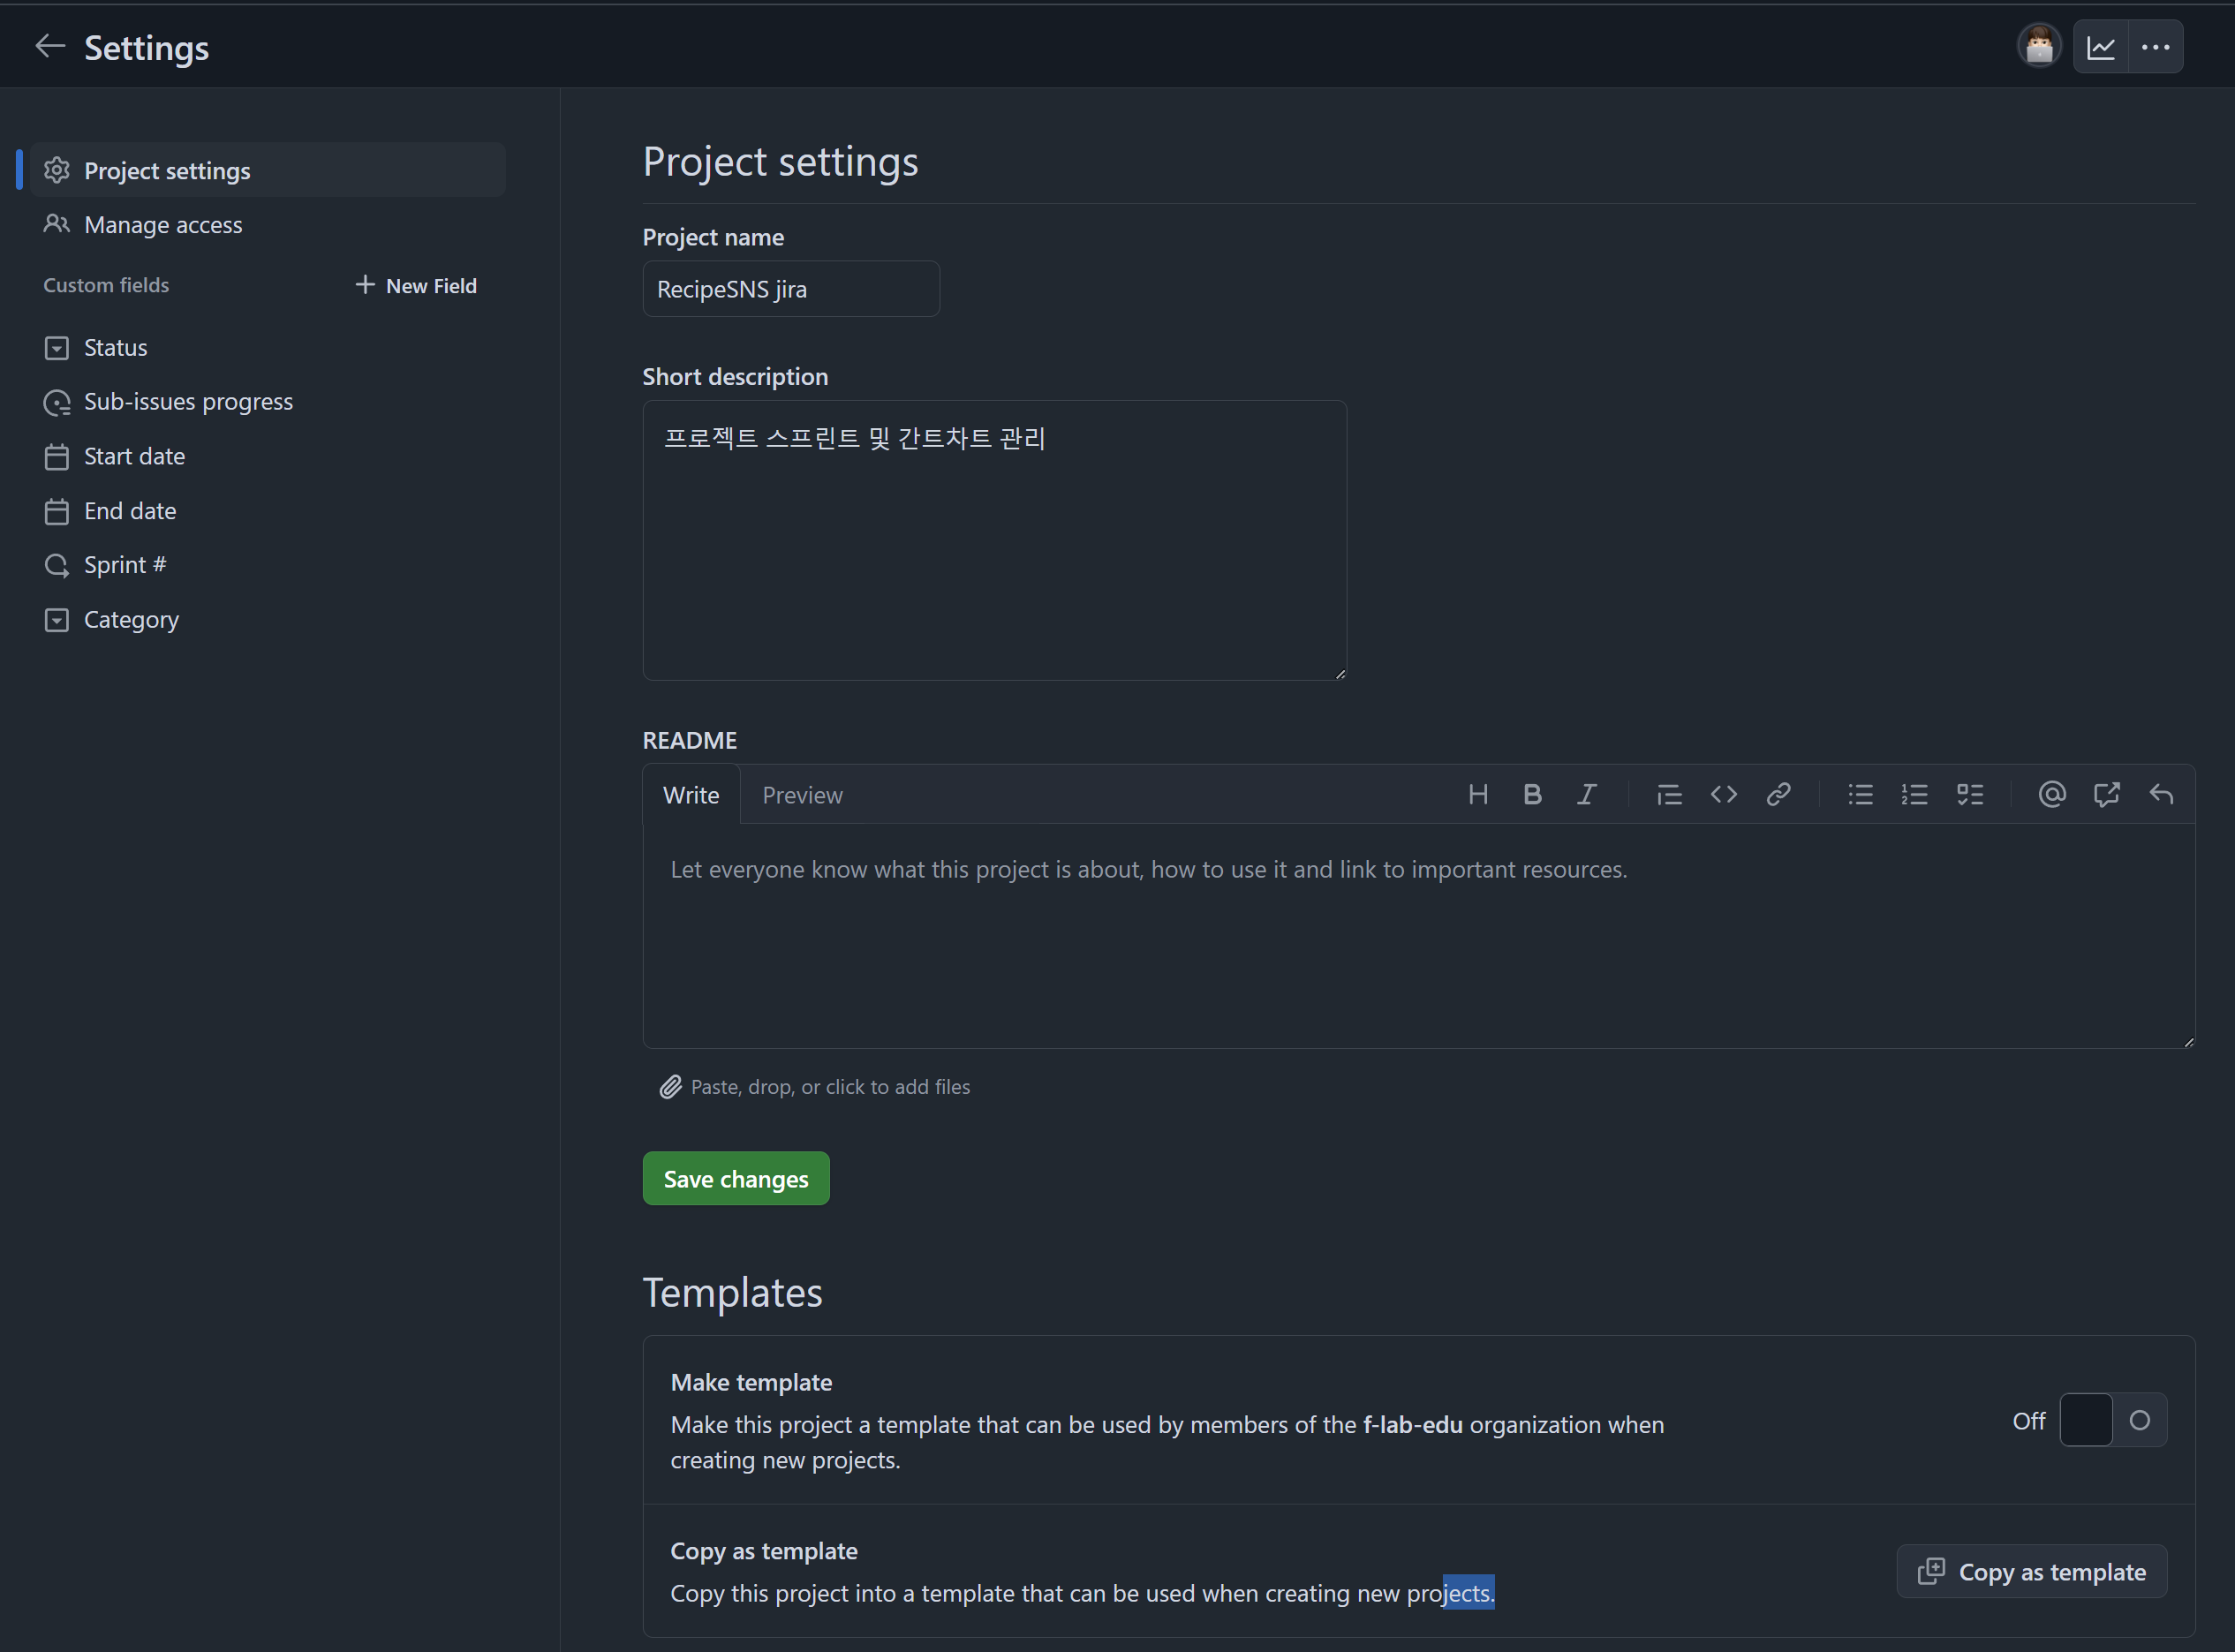 Settings
Project settings
Manage access
Custom fields
New Field
Status
Sub-issues progress
Start date
End date
Sprint #
Category
Project settings
Project name
RecipeSNS jira
Short description
프로젝트 스프린트 및 간트차트 관리
README
Write
Preview
Let everyone know what this project is about, how to use it and link to important resources.
Paste, drop, or click to add files
Save changes
Templates
Make template
Make this project a template that can be used by members of the f-lab-edu organization when
creating new projects.
Off
Copy as template
Copy this project into a template that can be used when creating new projects.
Copy as template